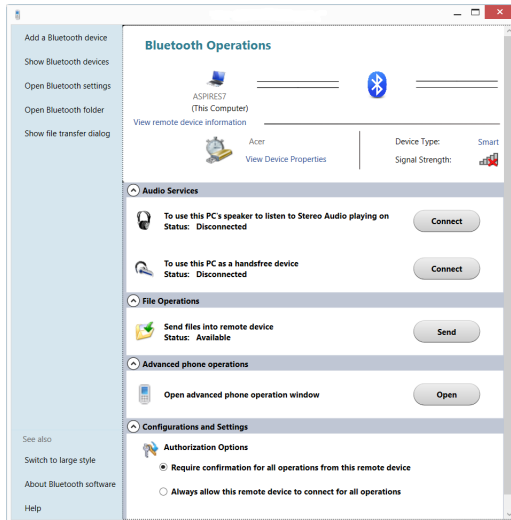 Add a Bluetooth device
Show Bluetooth devices
Open Bluetooth settings
Open Bluetooth folder
Show file transfer dialog
See also
Switch to large style
About Bluetooth software
Help
Bluetooth Operations
ASPIRES7
(This Computer)
View remote device information
Acer
View Device Properties
Device Type: Smart
Signal Strength:
Audio Services
To use this PC's speaker to listen to Stereo Audio playing on
Status: Disconnected
Connect
To use this PC as a handsfree device
Status: Disconnected
Connect
File Operations
Send files into remote device
Status: Available
Send
Advanced phone operations
Open advanced phone operation window
Open
Configurations and Settings
Authorization Options
Require confirmation for all operations from this remote device
Always allow this remote device to connect for all operations